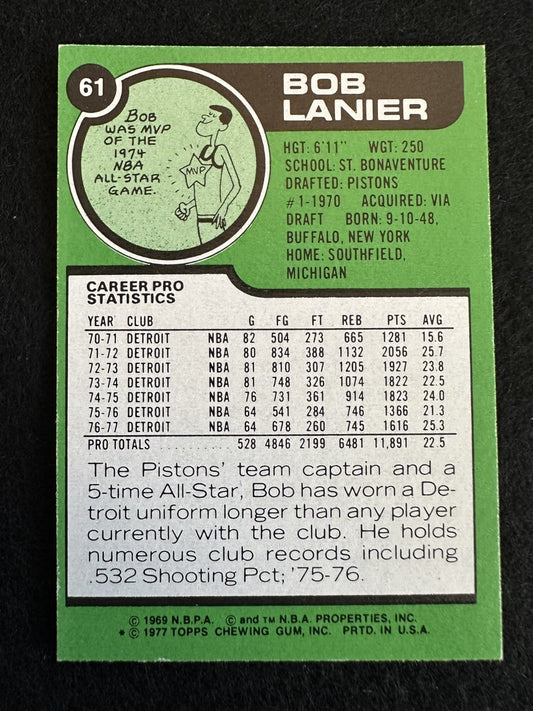 61
BOB
LANIER
Bob
WAS MVP
OF THE
1974
NBA
ALL-STAR
GAME.
MVP
HGT: 6'11" WGT: 250
SCHOOL: ST. BONAVENTURE
DRAFTED: PISTONS
#1-1970 ACQUIRED: VIA
DRAFT BORN: 9-10-48,
BUFFALO, NEW YORK
HOME: SOUTHFIELD,
MICHIGAN
CAREER PRO
STATISTICS
YEAR CLUB G FG FT REB PTS AVG
70-71 DETROIT NBA 82 504 273 665 1281 15.6
71-72 DETROIT NBA 80 834 388 1132 2056 25.7
72-73 DETROIT NBA 81 810 307 1205 1927 23.8
73-74 DETROIT NBA 81 748 326 1074 1822 22.5
74-75 DETROIT NBA 76 731 361 914 1823 24.0
75-76 DETROIT NBA 64 541 284 746 1366 21.3
76-77 DETROIT NBA 64 678 260 745 1616 25.3
PRO TOTALS 528 4846 2199 6481 11,891 22.5
The Pistons' team captain and a
5-time All-Star, Bob has worn a De-
troit uniform longer than any player
currently with the club. He holds
numerous club records including
.532 Shooting Pct; '75-76.
© 1969 N.B.P.A. © and TM N.B.A. PROPERTIES, INC.
* © 1977 TOPPS CHEWING GUM, INC. PRTD. IN U.S.A.